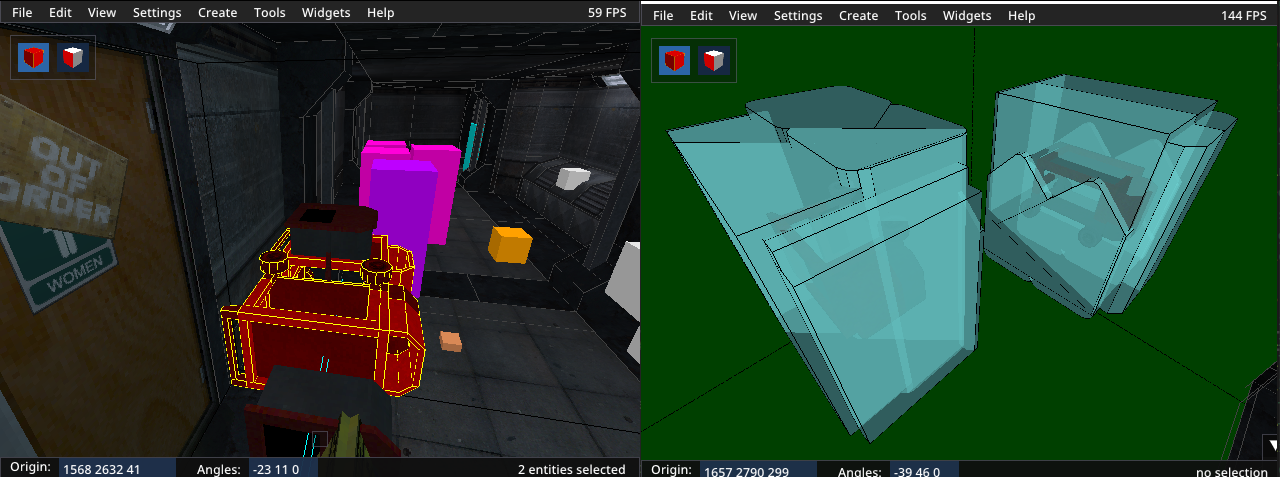 File Edit View Settings Create Tools Widgets Help 59 FPS
OUT
OF
ORDER
WOMEN
Origin: 1568 2632 41 Angles: -23 11 0 2 entities selected
File Edit View Settings Create Tools Widgets Help 144 FPS
Origin: 1657 2790 299 Angles: -39 46 0 no selection